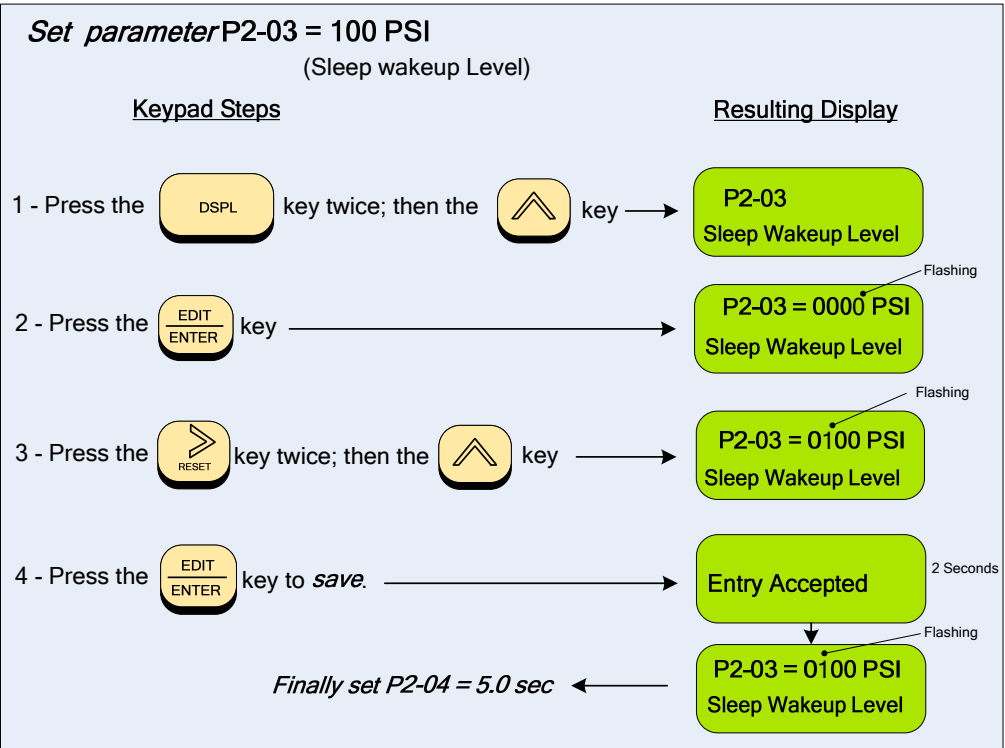 Set parameter P2-03 = 100 PSI
(Sleep wakeup Level)
Keypad Steps
Resulting Display
1 - Press the DSPL key twice; then the key
P2-03
Sleep Wakeup Level
Flashing
2 - Press the EDIT ENTER key
P2-03 = 0000 PSI
Sleep Wakeup Level
Flashing
3 - Press the RESET key twice; then the key
P2-03 = 0100 PSI
Sleep Wakeup Level
4 - Press the EDIT ENTER key to save.
Entry Accepted
2 Seconds
Flashing
P2-03 = 0100 PSI
Sleep Wakeup Level
Finally set P2-04 = 5.0 sec